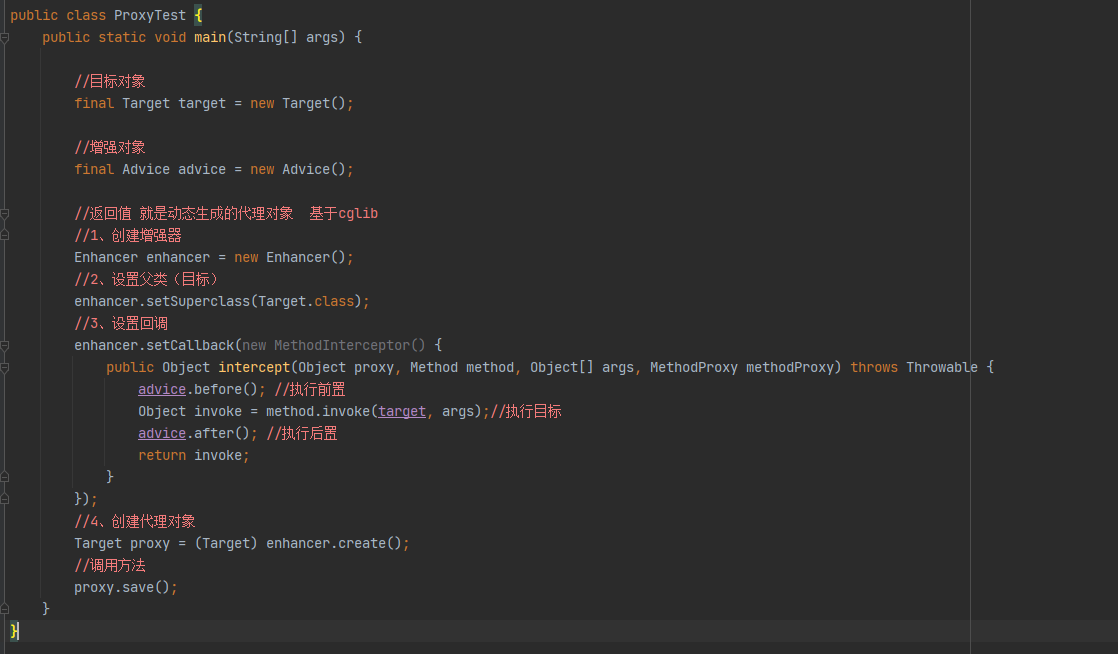 public class ProxyTest {
public static void main(String[] args) {
//目标对象
final Target target = new Target();
//增强对象
final Advice advice = new Advice();
//返回值 就是动态生成的代理对象  基于cglib
//1、创建增强器
Enhancer enhancer = new Enhancer();
//2、设置父类（目标）
enhancer.setSuperclass(Target.class);
//3、设置回调
enhancer.setCallback(new MethodInterceptor() {
public Object intercept(Object proxy, Method method, Object[] args, MethodProxy methodProxy) throws Throwable {
advice.before(); //执行前置
Object invoke = method.invoke(target, args);//执行目标
advice.after(); //执行后置
return invoke;
}
});
//4、创建代理对象
Target proxy = (Target) enhancer.create();
//调用方法
proxy.save();
}
}